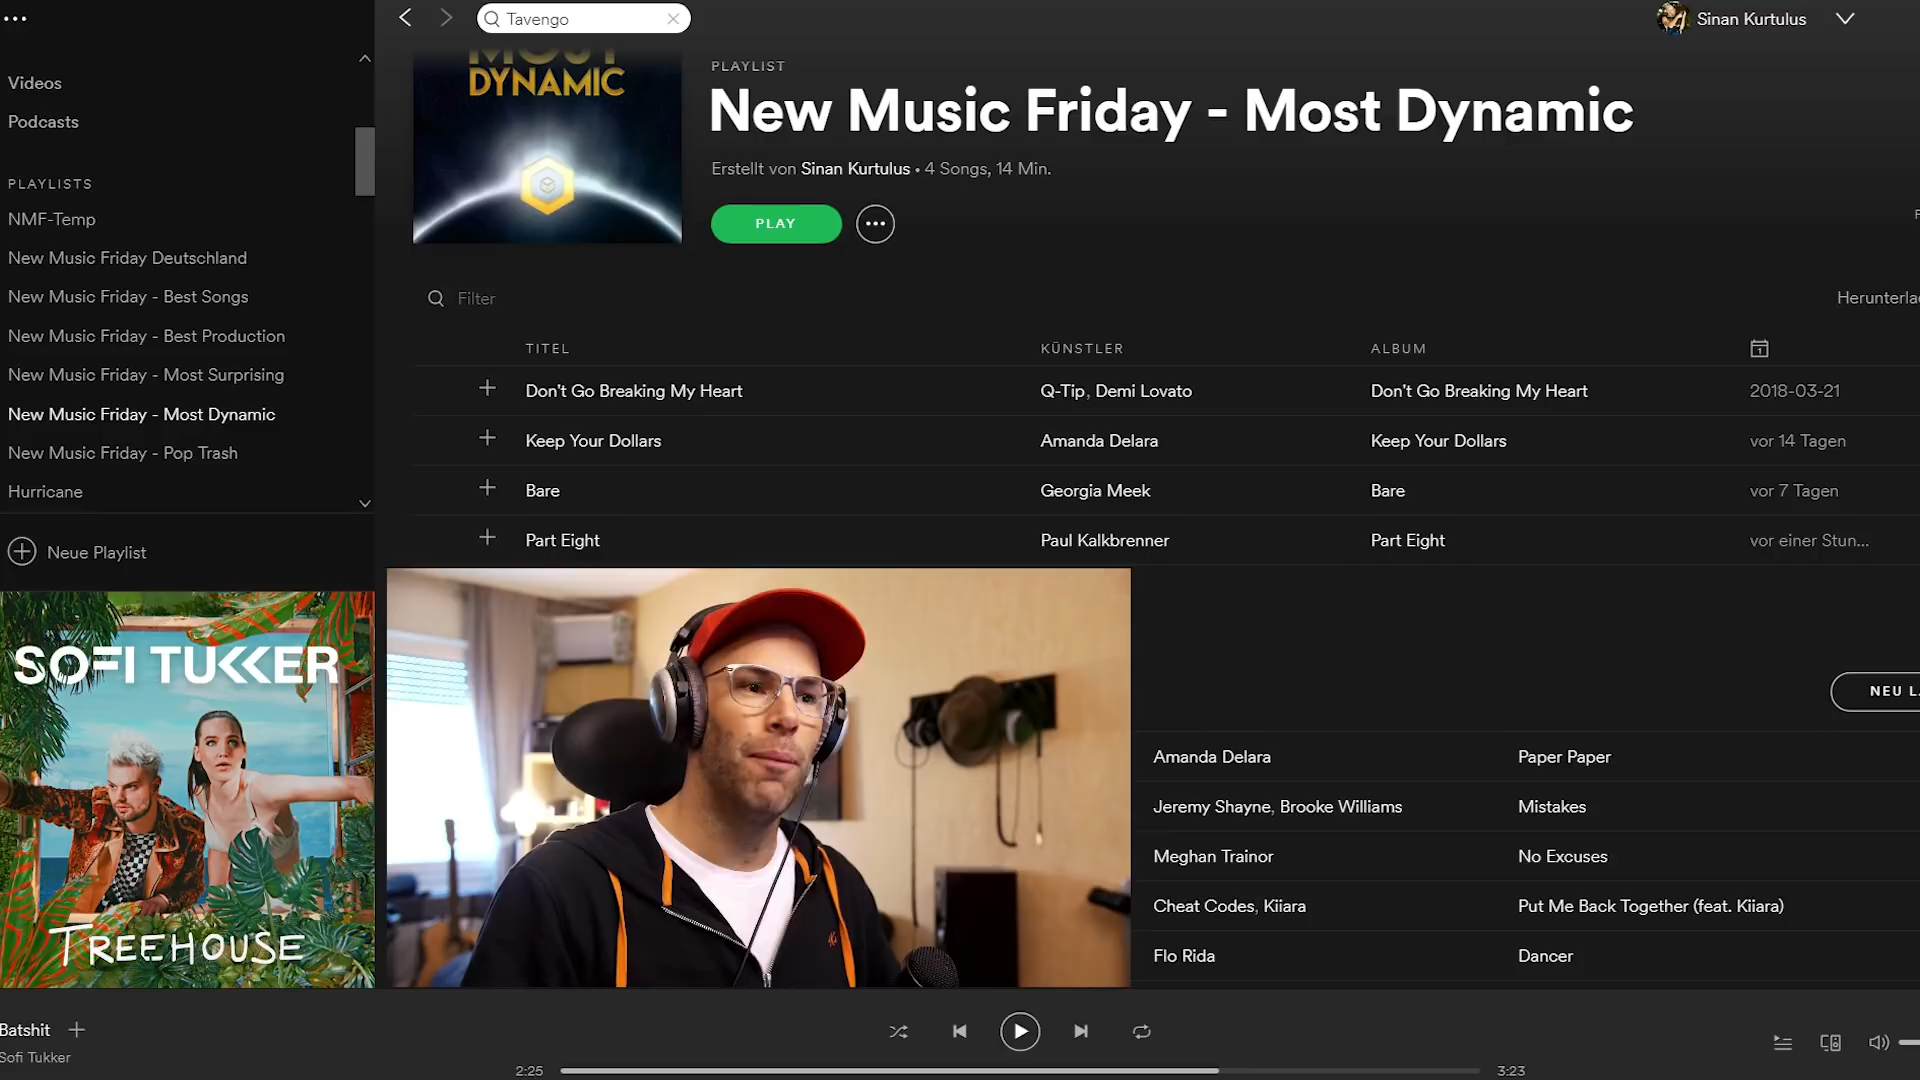 Tavengo
Sinan Kurtulus
Videos
Podcasts
PLAYLISTS
NMF-Temp
New Music Friday Deutschland
New Music Friday - Best Songs
New Music Friday - Best Production
New Music Friday - Most Surprising
New Music Friday - Most Dynamic
New Music Friday - Pop Trash
Hurricane
Neue Playlist
SOFI TUKKER
TREEHOUSE
MOST
DYNAMIC
PLAYLIST
New Music Friday - Most Dynamic
Erstellt von Sinan Kurtulus • 4 Songs, 14 Min.
PLAY
Filter
TITEL KÜNSTLER ALBUM
Don't Go Breaking My Heart Q-Tip, Demi Lovato Don't Go Breaking My Heart 2018-03-21
Keep Your Dollars Amanda Delara Keep Your Dollars vor 14 Tagen
Bare Georgia Meek Bare vor 7 Tagen
Part Eight Paul Kalkbrenner Part Eight vor einer Stun...
NEU
Amanda Delara Paper Paper
Jeremy Shayne, Brooke Williams Mistakes
Meghan Trainor No Excuses
Cheat Codes, Kiiara Put Me Back Together (feat. Kiiara)
Flo Rida Dancer
Batshit
Sofi Tukker
2:25 3:23